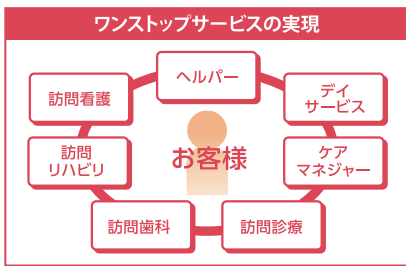 ワンストップサービスの実現
ヘルパー
訪問看護
デイ
サービス
訪問
リハビリ
お客様
ケア
マネジャー
訪問歯科
訪問診療